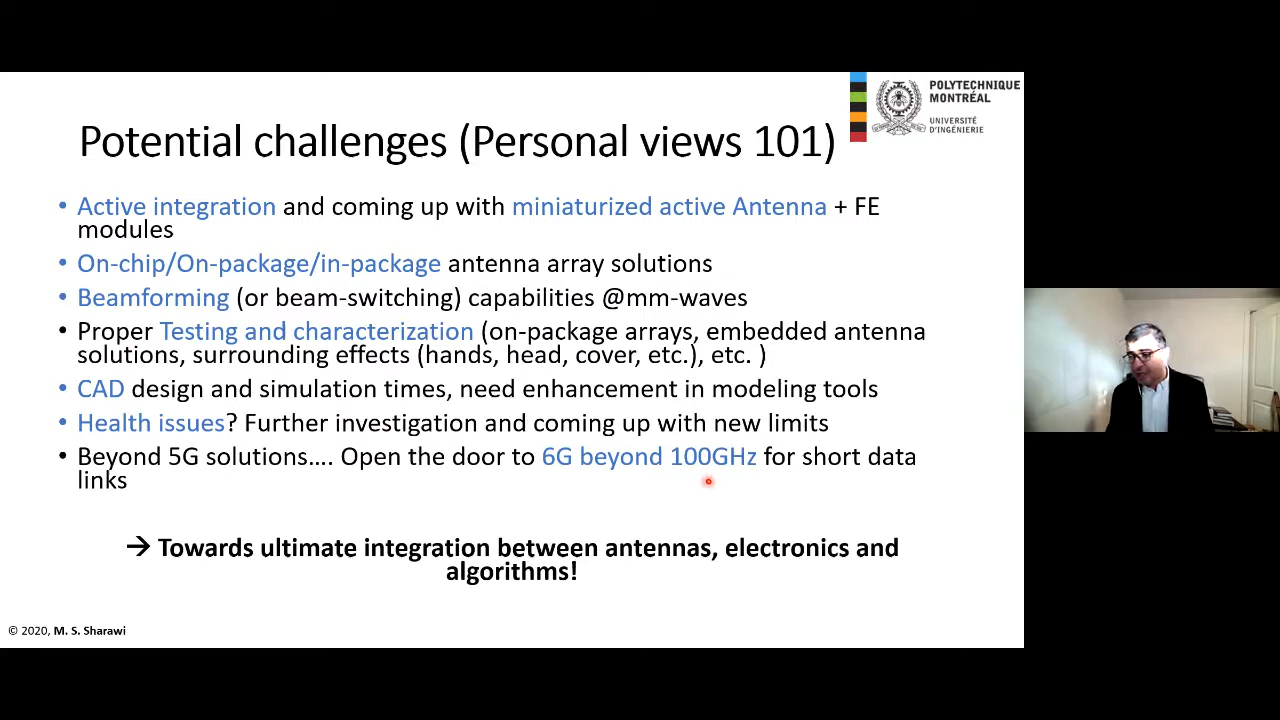 POLYTECHNIQUE
MONTRÉAL
UNIVERSITÉ
D'INGÉNIERIE
Potential challenges (Personal views 101)
• Active integration and coming up with miniaturized active Antenna + FE
modules
• On-chip/On-package/in-package antenna array solutions
• Beamforming (or beam-switching) capabilities @mm-waves
• Proper Testing and characterization (on-package arrays, embedded antenna
solutions, surrounding effects (hands, head, cover, etc.), etc. )
• CAD design and simulation times, need enhancement in modeling tools
• Health issues? Further investigation and coming up with new limits
• Beyond 5G solutions…. Open the door to 6G beyond 100GHz for short data
links
→ Towards ultimate integration between antennas, electronics and
algorithms!
© 2020, M. S. Sharawi